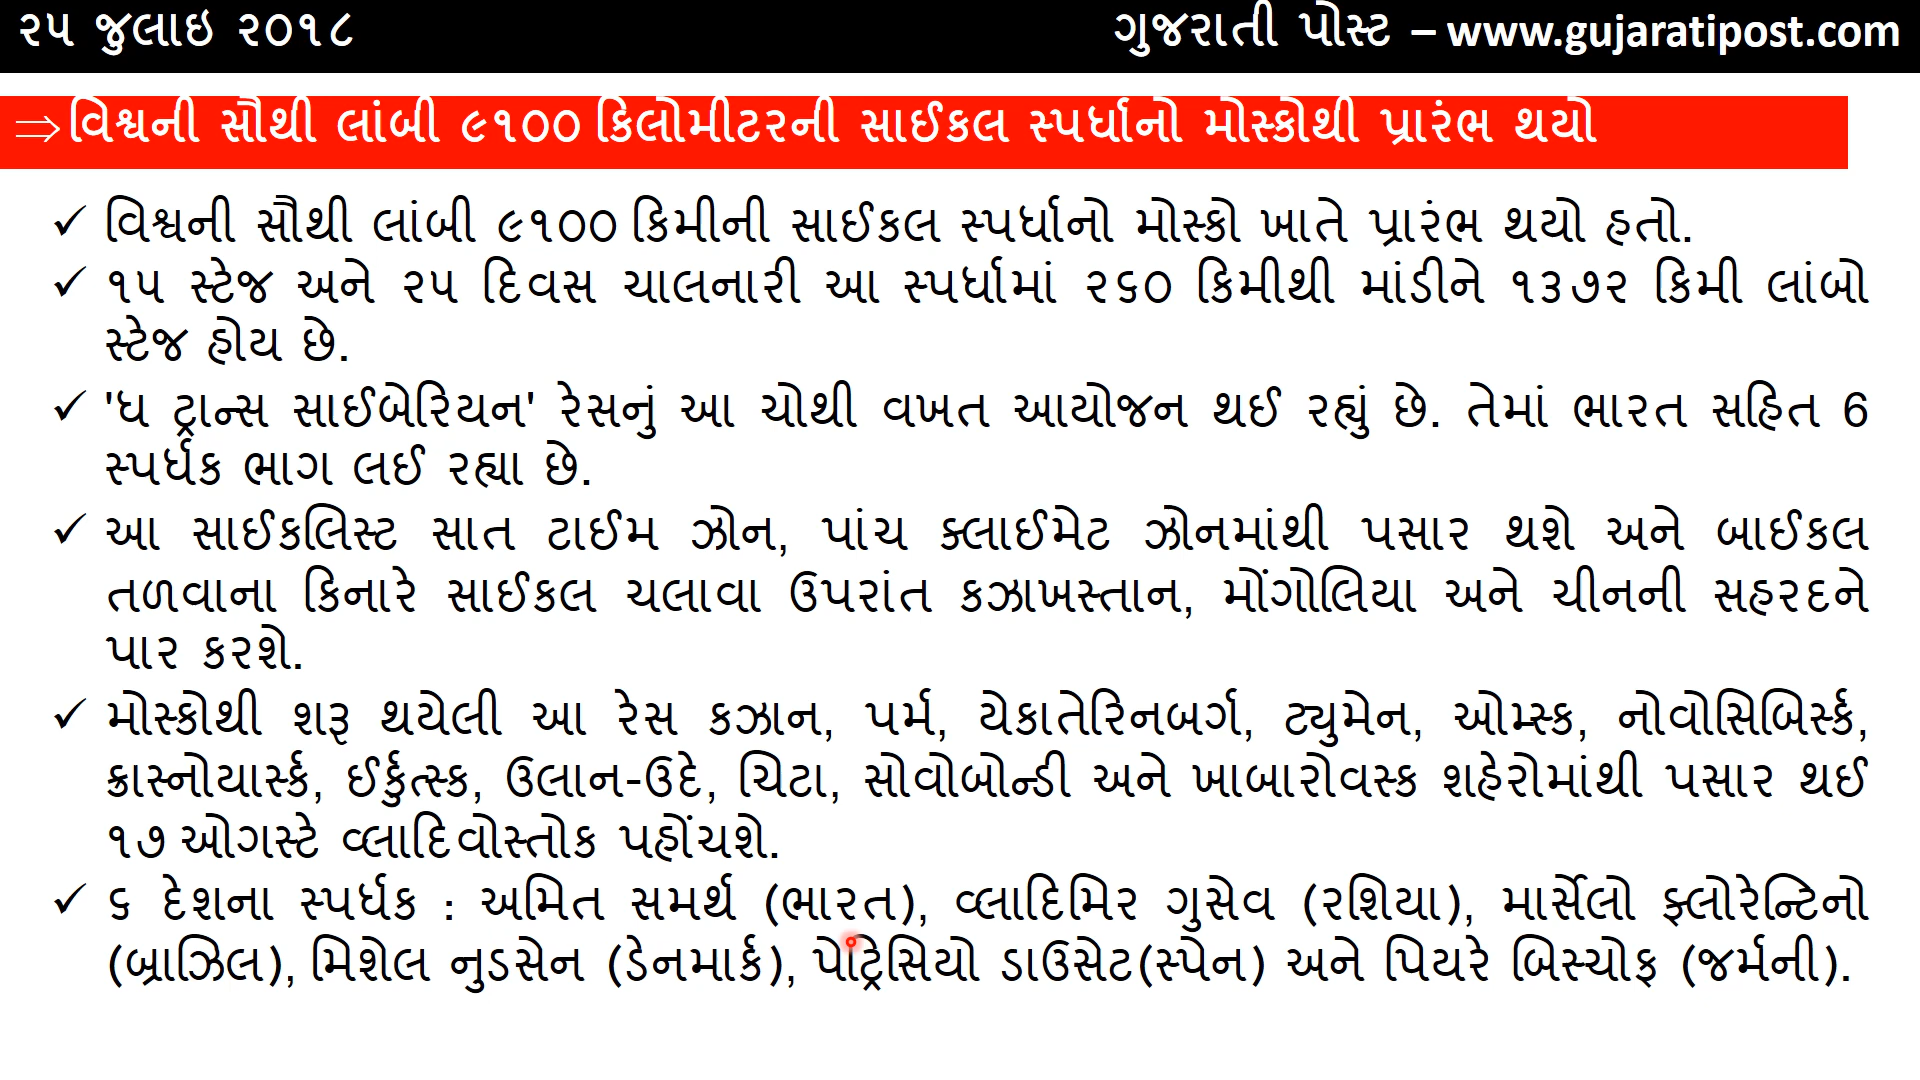 ૨૫ જુલાઇ ૨૦૧૮
ગુજરાતી પોસ્ટ – www.gujaratipost.com
⇒વિશ્વની સૌથી લાંબી ૯૧૦૦ કિલોમીટરની સાઈકલ સ્પર્ધાનો મોસ્કોથી પ્રારંભ થયો
✓ વિશ્વની સૌથી લાંબી ૯૧૦૦ કિમીની સાઈકલ સ્પર્ધાનો મોસ્કો ખાતે પ્રારંભ થયો હતો.
✓ ૧૫ સ્ટેજ અને ૨૫ દિવસ ચાલનારી આ સ્પર્ધામાં ૨૬૦ કિમીથી માંડીને ૧૩૭૨ કિમી લાંબો
સ્ટેજ હોય છે.
✓ 'ધ ટ્રાન્સ સાઈબેરિયન' રેસનું આ ચોથી વખત આયોજન થઈ રહ્યું છે. તેમાં ભારત સહિત 6
સ્પર્ધક ભાગ લઈ રહ્યા છે.
✓ આ સાઈકલિસ્ટ સાત ટાઈમ ઝોન, પાંચ ક્લાઈમેટ ઝોનમાંથી પસાર થશે અને બાઈકલ
તળવાના કિનારે સાઈકલ ચલાવા ઉપરાંત કઝાખસ્તાન, મોંગોલિયા અને ચીનની સહરદને
પાર કરશે.
✓ મોસ્કોથી શરૂ થયેલી આ રેસ કઝાન, પર્મ, યેકાતેરિનબર્ગ, ટ્યુમેન, ઓમ્સ્ક, નોવોસિબિર્સ્ક,
ક્રાસ્નોયાર્સ્ક, ઈર્કુત્સ્ક, ઉલાન-ઉદે, ચિટા, સોવોબોન્ડી અને ખાબારોવસ્ક શહેરોમાંથી પસાર થઈ
૧૭ ઓગસ્ટે વ્લાદિવોસ્તોક પહોંચશે.
✓ ૬ દેશના સ્પર્ધક : અમિત સમર્થ (ભારત), વ્લાદિમિર ગુસેવ (રશિયા), માર્સેલો ફ્લોરેન્ટિનો
(બ્રાઝિલ), મિશેલ નુડસેન (ડેનમાર્ક), પેટ્રિસિયો ડાઉસેટ(સ્પેન) અને પિયરે બિસ્ચોફ (જર્મની).